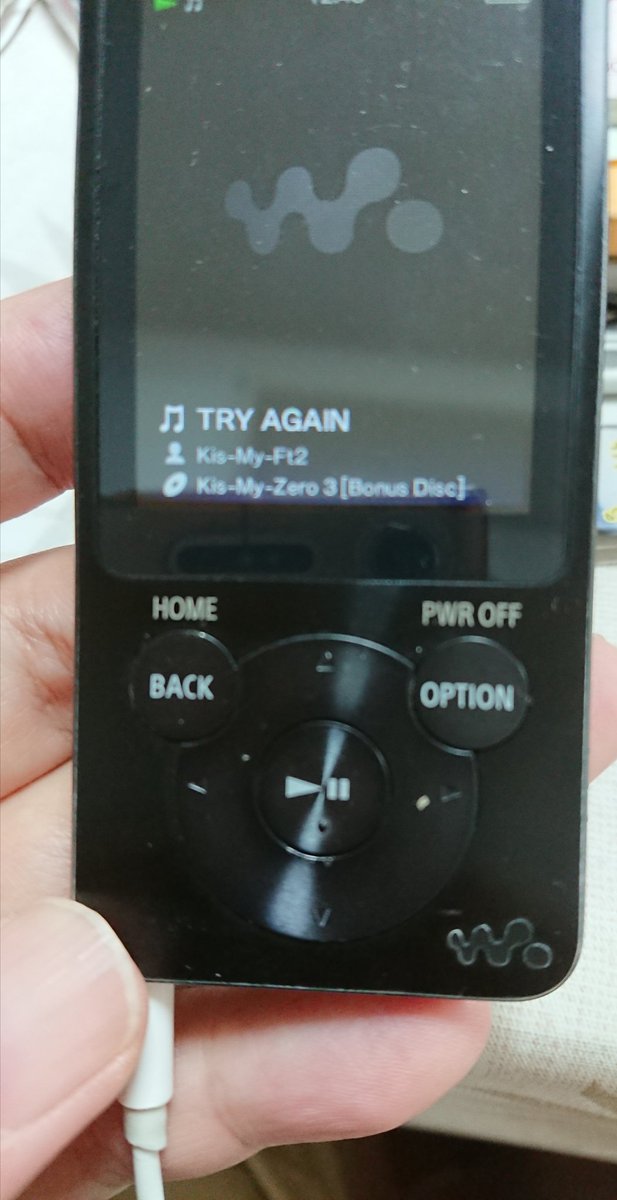 TRY AGAIN
Kis-My-Ft2
Kis-My-Zero 3 [Bonus Disc]
HOME
PWR OFF
BACK
OPTION